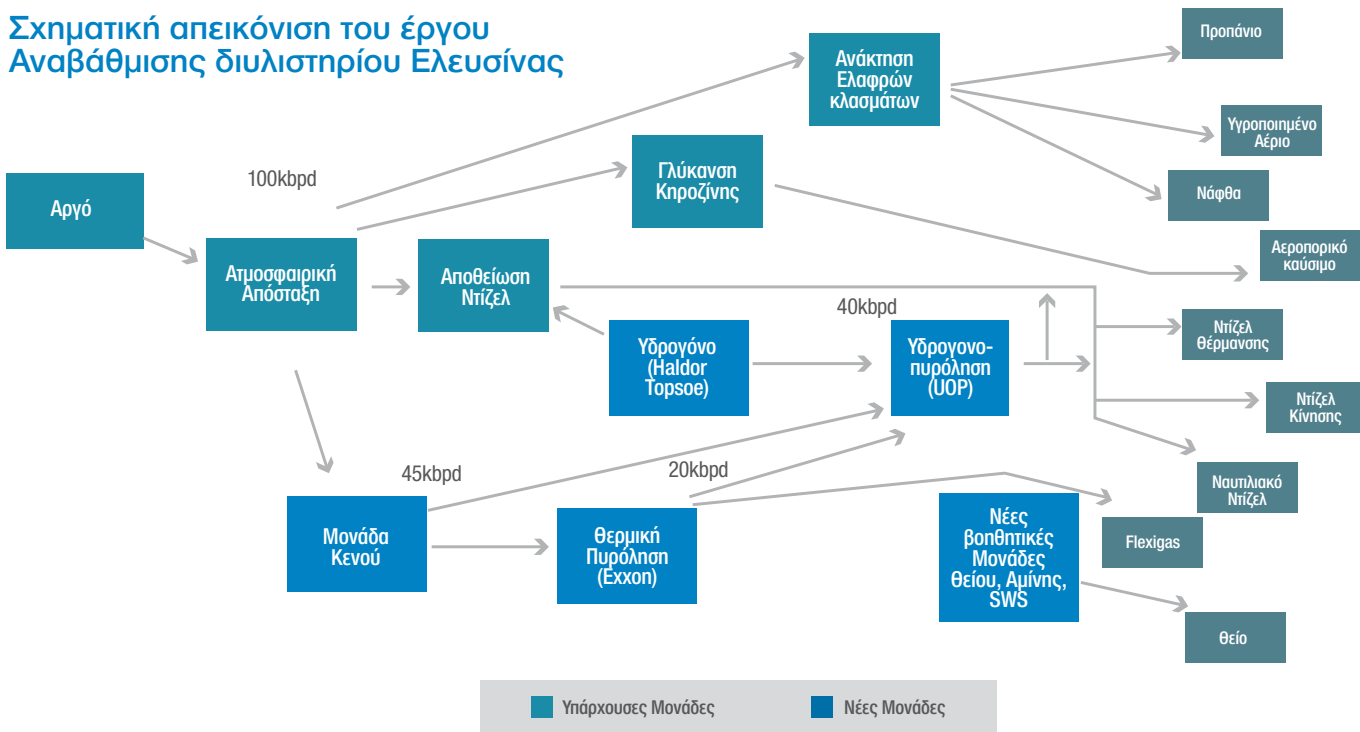 Σχηματική απεικόνιση του έργου
Αναβάθμισης διυλιστηρίου Ελευσίνας
Προπάνιο
Ανάκτηση
Ελαφρών
κλασμάτων
Υγροποιημένο
Αέριο
100kbpd
Γλύκανση
Κηροζίνης
Νάφθα
Αργό
Αεροπορικό
καύσιμο
Ατμοσφαιρική
Απόσταξη
Αποθείωση
Ντίζελ
40kbpd
Υδρογόνο
(Haldor
Topsoe)
Υδρογονο-
πυρόληση
(UOP)
Ντίζελ
Θέρμανσης
Ντίζελ
Κίνησης
45kbpd
20kbpd
Ναυτιλιακό
Ντίζελ
Μονάδα
Κενού
Θερμική
Πυρόληση
(Exxon)
Νέες
βοηθητικές
Μονάδες
Θείου, Αμίνης,
SWS
Flexigas
Θείο
Υπάρχουσες Μονάδες
Νέες Μονάδες